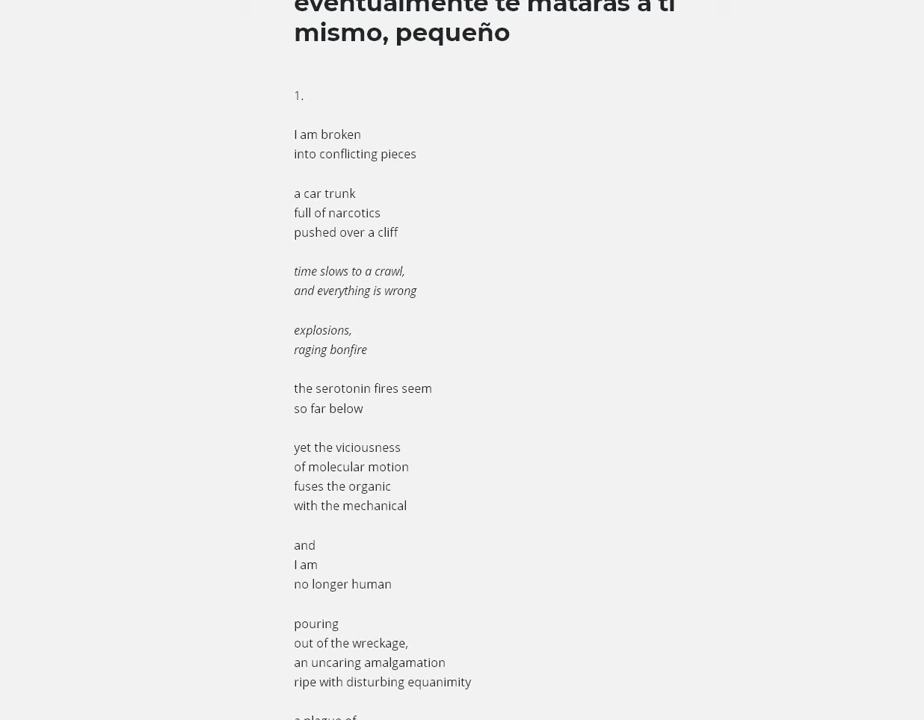 eventualmente te matarás a ti
mismo, pequeño
1.
I am broken
into conflicting pieces
a car trunk
full of narcotics
pushed over a cliff
time slows to a crawl,
and everything is wrong
explosions,
raging bonfire
the serotonin fires seem
so far below
yet the viciousness
of molecular motion
fuses the organic
with the mechanical
and
I am
no longer human
pouring
out of the wreckage,
an uncaring amalgamation
ripe with disturbing equanimity
a plague of